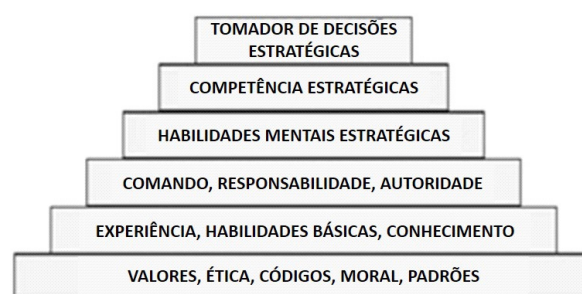 TOMADOR DE DECISÕES
ESTRATÉGICAS
COMPETÊNCIA ESTRATÉGICAS
HABILIDADES MENTAIS ESTRATÉGICAS
COMANDO, RESPONSABILIDADE, AUTORIDADE
EXPERIÊNCIA, HABILIDADES BÁSICAS, CONHECIMENTO
VALORES, ÉTICA, CÓDIGOS, MORAL, PADRÕES